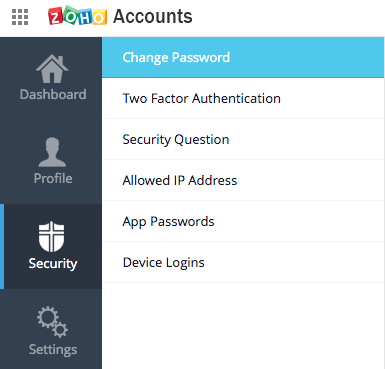 ZOHO Accounts
Dashboard
Profile
Security
Settings
Change Password
Two Factor Authentication
Security Question
Allowed IP Address
App Passwords
Device Logins